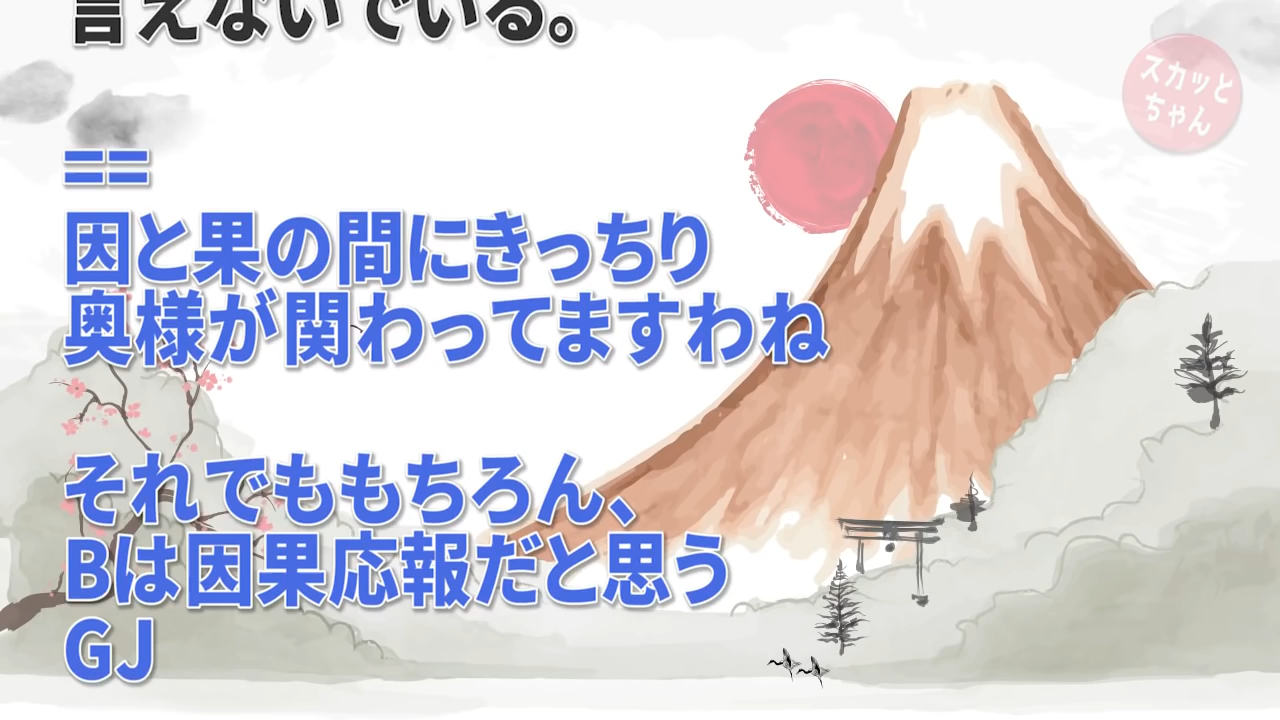 言えないでいる。
スカッと
ちゃん
==
因と果の間にきっちり
奥様が関わってますわね
それでももちろん、
Bは因果応報だと思う
GJ